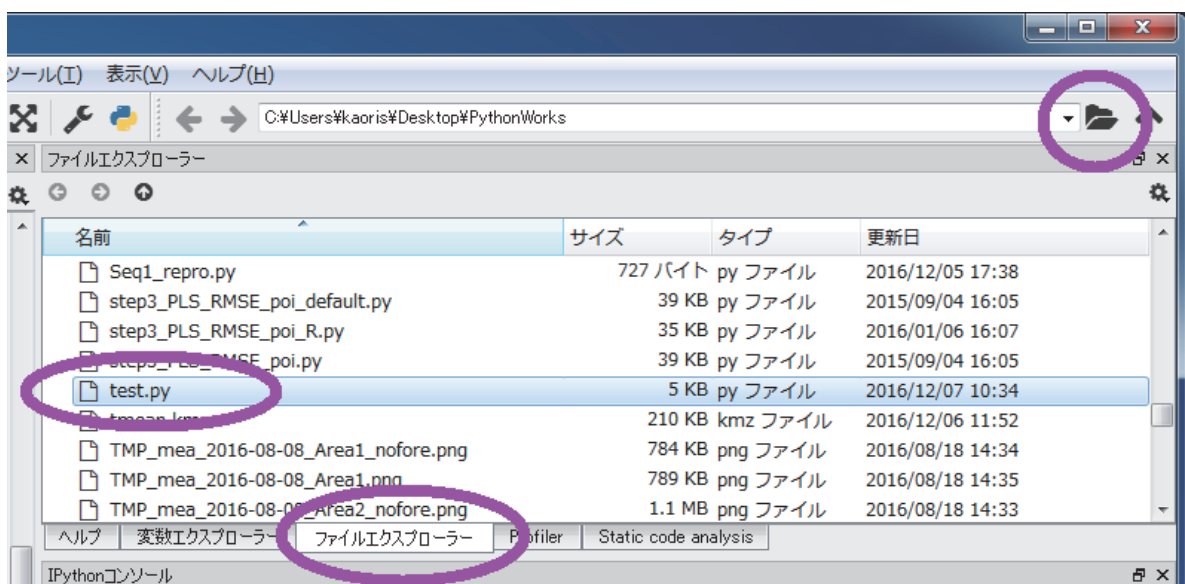 ツール(T) 表示(V) ヘルプ(H)
C:¥Users¥kaoris¥Desktop¥PythonWorks
ファイルエクスプローラー
名前 サイズ タイプ 更新日
Seq1_repro.py 727 バイト py ファイル 2016/12/05 17:38
step3_PLS_RMSE_poi_default.py 39 KB py ファイル 2015/09/04 16:05
step3_PLS_RMSE_poi_R.py 35 KB py ファイル 2016/01/06 16:07
step3_PLS_RMSE_poi.py 39 KB py ファイル 2015/09/04 16:05
test.py 5 KB py ファイル 2016/12/07 10:34
210 KB kmz ファイル 2016/12/06 11:52
TMP_mea_2016-08-08_Area1_nofore.png 784 KB png ファイル 2016/08/18 14:34
TMP_mea_2016-08-08_Area1.png 789 KB png ファイル 2016/08/18 14:35
TMP_mea_2016-08-08_Area2_nofore.png 1.1 MB png ファイル 2016/08/18 14:33
ヘルプ 変数エクスプローラー ファイルエクスプローラー Profiler Static code analysis
IPythonコンソール